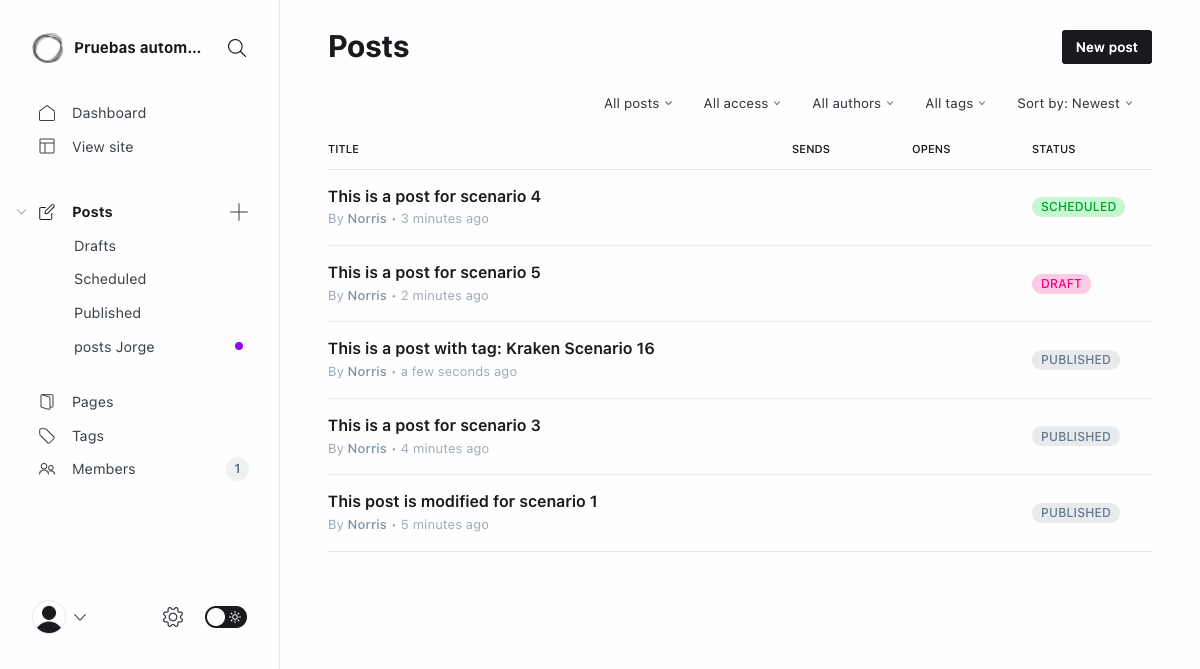 Pruebas autom...
Dashboard
View site
Posts
Drafts
Scheduled
Published
posts Jorge
Pages
Tags
Members 1
Posts
New post
All posts All access All authors All tags Sort by: Newest
TITLE SENDS OPENS STATUS
This is a post for scenario 4
By Norris • 3 minutes ago
SCHEDULED
This is a post for scenario 5
By Norris • 2 minutes ago
DRAFT
This is a post with tag: Kraken Scenario 16
By Norris • a few seconds ago
PUBLISHED
This is a post for scenario 3
By Norris • 4 minutes ago
PUBLISHED
This post is modified for scenario 1
By Norris • 5 minutes ago
PUBLISHED